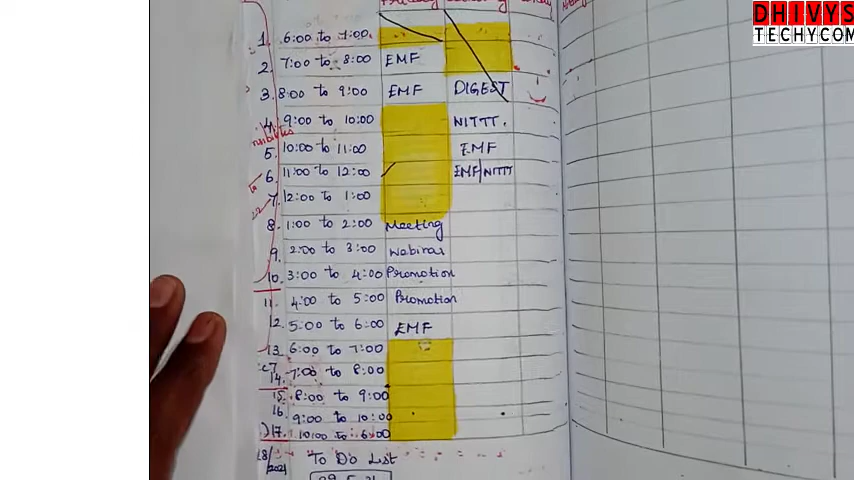 DHIVYS
TECHYCOM
1. 6:00 to 7:00
2. 7:00 to 8:00 EMF
3. 8:00 to 9:00 EMF DIGEST
4. 9:00 to 10:00 NITTT.
5. 10:00 to 11:00 EMF
6. 11:00 to 12:00 EMF/NITTT
7. 12:00 to 1:00
8. 1:00 to 2:00 Meeting
9. 2:00 to 3:00 Webinar
10. 3:00 to 4:00 Promotion
11. 4:00 to 5:00 Promotion
12. 5:00 to 6:00 EMF
13. 6:00 to 7:00
14. 7:00 to 8:00
15. 8:00 to 9:00
16. 9:00 to 10:00
17. 10:00 to 6:00
To Do List